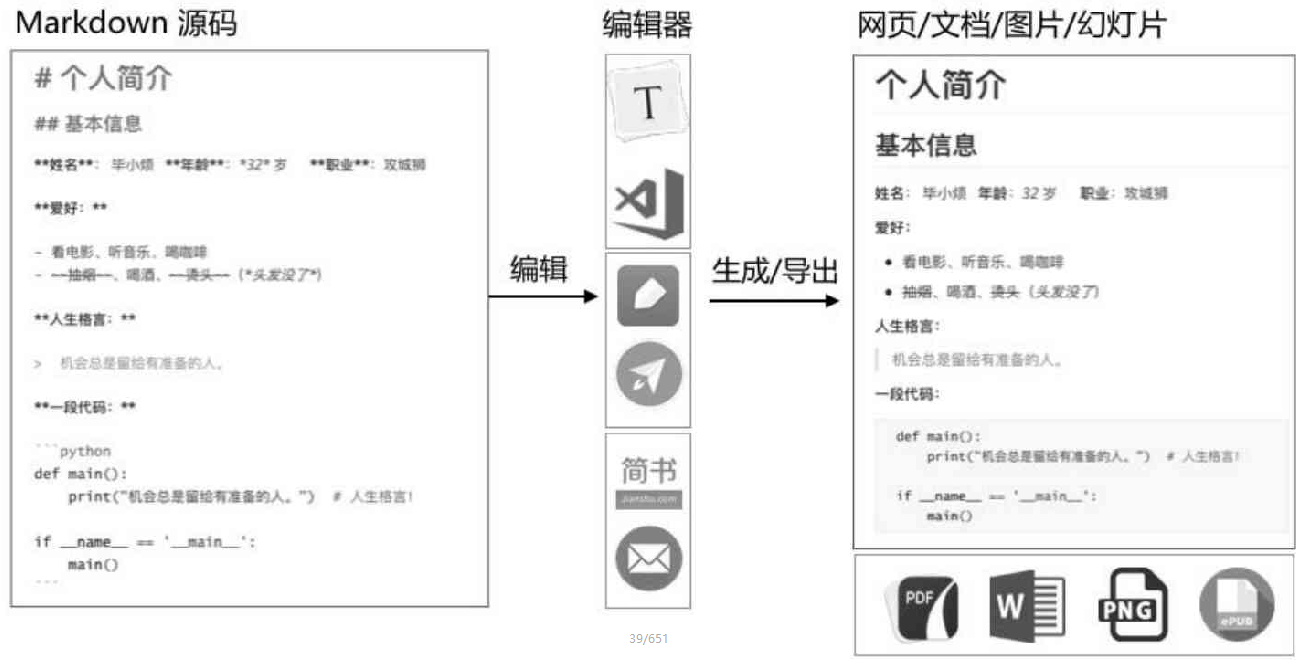 Markdown 源码
# 个人简介
## 基本信息
**姓名**： 毕小烦 **年龄**：*32* 岁 **职业**：攻城狮
**爱好：**
- 看电影、听音乐、喝咖啡
- ~~抽烟~~、喝酒、~~烫头~~（*头发没了*）
**人生格言：**
> 机会总是留给有准备的人。
**一段代码：**
```python
def main():
print("机会总是留给有准备的人。") # 人生格言！
if __name__ == '__main__':
main()
```
编辑
编辑器
T
简书
Jianshu.com
生成/导出
网页/文档/图片/幻灯片
个人简介
基本信息
姓名： 毕小烦 年龄：32 岁 职业：攻城狮
爱好：
• 看电影、听音乐、喝咖啡
• 抽烟、喝酒、烫头（头发没了）
人生格言：
机会总是留给有准备的人。
一段代码：
def main():
print("机会总是留给有准备的人。") # 人生格言！
if __name__ == '__main__':
main()
PDF
W
PNG
ePUB
39/651